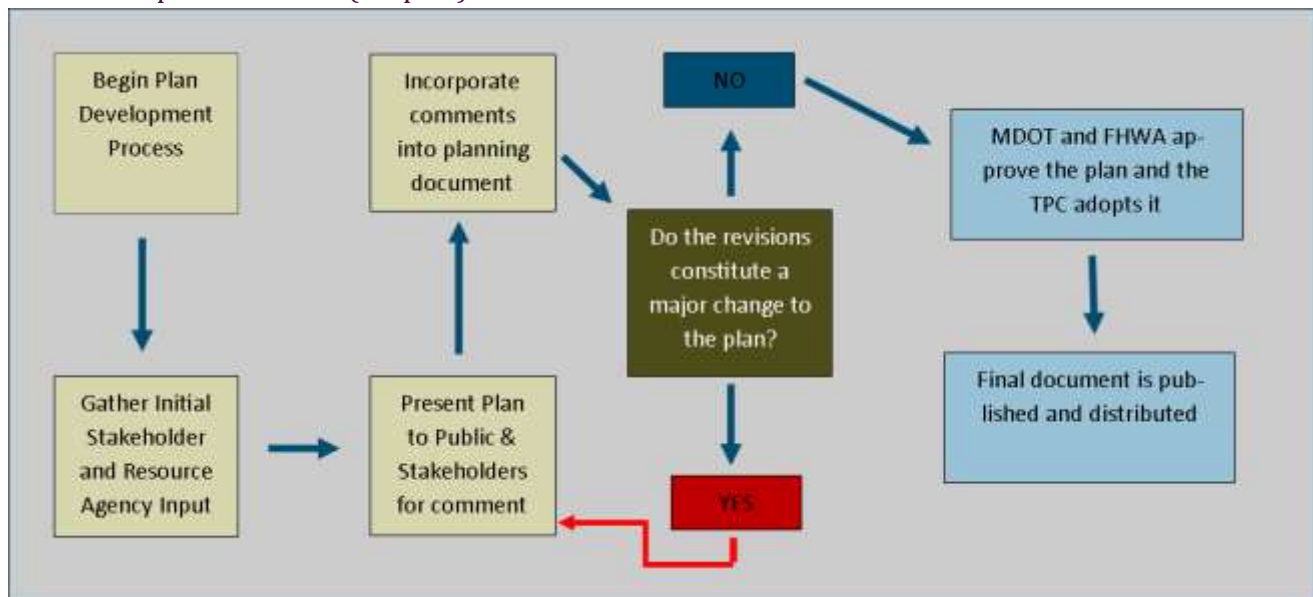 Begin Plan
Development
Process
Gather Initial
Stakeholder
and Resource
Agency Input
Present Plan
to Public &
Stakeholders
for comment
Incorporate
comments
into planning
document
Do the revisions
constitute a
major change to
the plan?
NO
YES
MDOT and FHWA ap-
prove the plan and the
TPC adopts it
Final document is pub-
lished and distributed